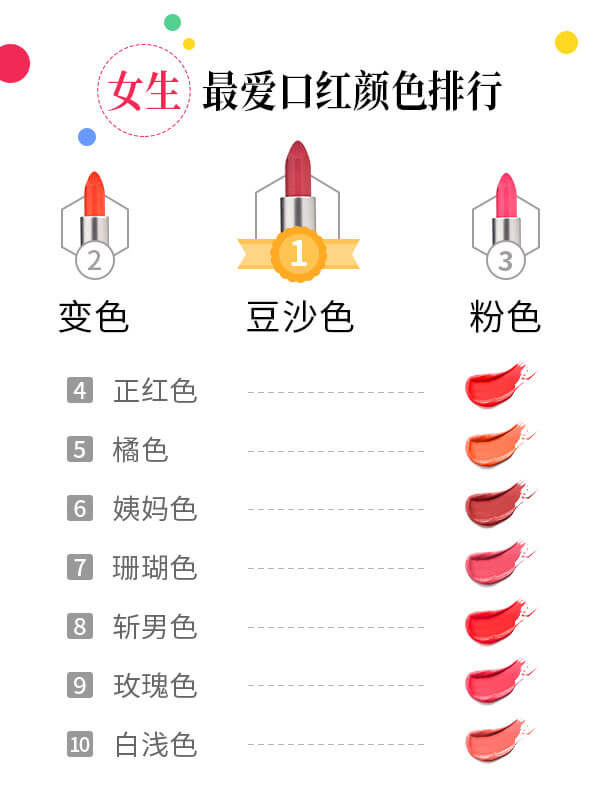 女生 最爱口红颜色排行
2 1 3
变色 豆沙色 粉色
4 正红色
5 橘色
6 姨妈色
7 珊瑚色
8 斩男色
9 玫瑰色
10 白浅色